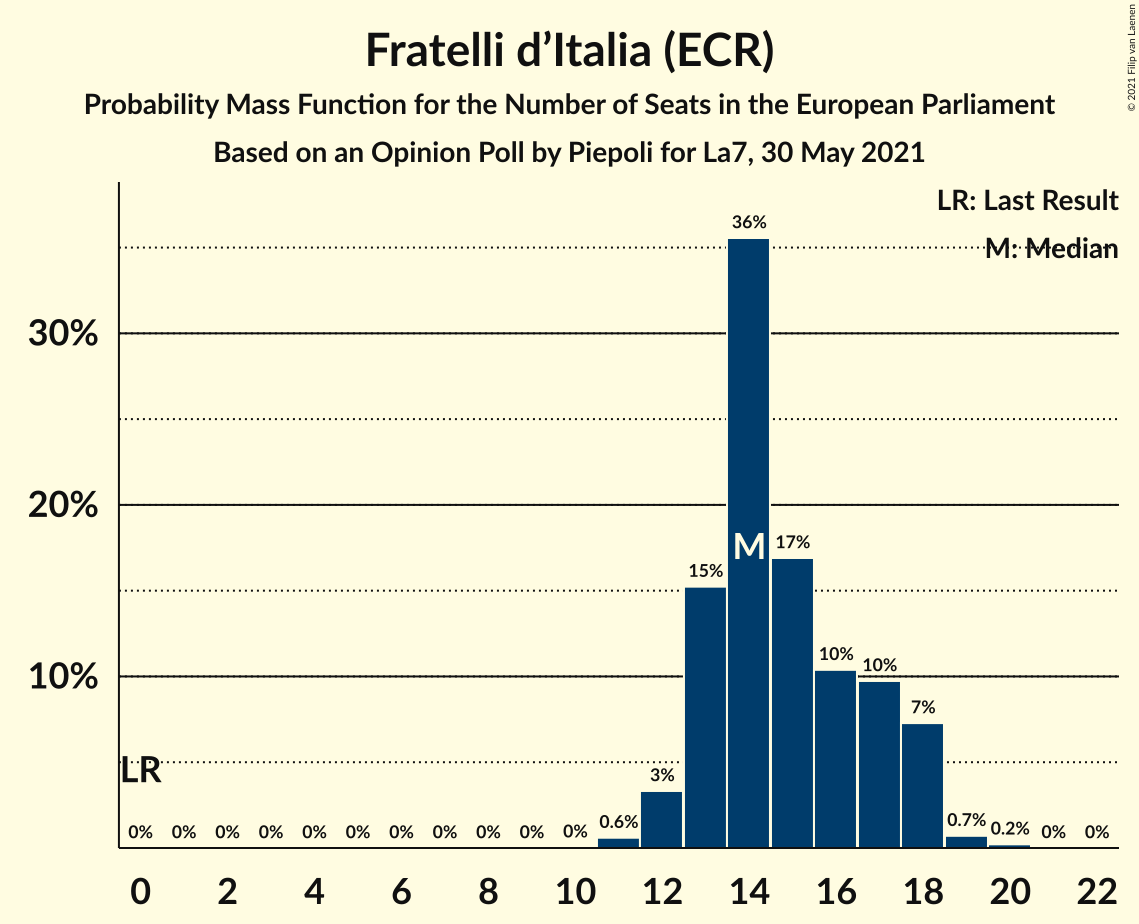 Fratelli d’Italia (ECR)
Probability Mass Function for the Number of Seats in the European Parliament
Based on an Opinion Poll by Piepoli for La7, 30 May 2021
© 2021 Filip van Laenen
LR: Last Result
M: Median
36%
30%
20%
M
17%
15%
10%
10%
10%
7%
LR
3%
0% 0% 0% 0% 0% 0% 0% 0% 0% 0% 0% 0.6% 0.7% 0.2% 0% 0%
0 2 4 6 8 10 12 14 16 18 20 22